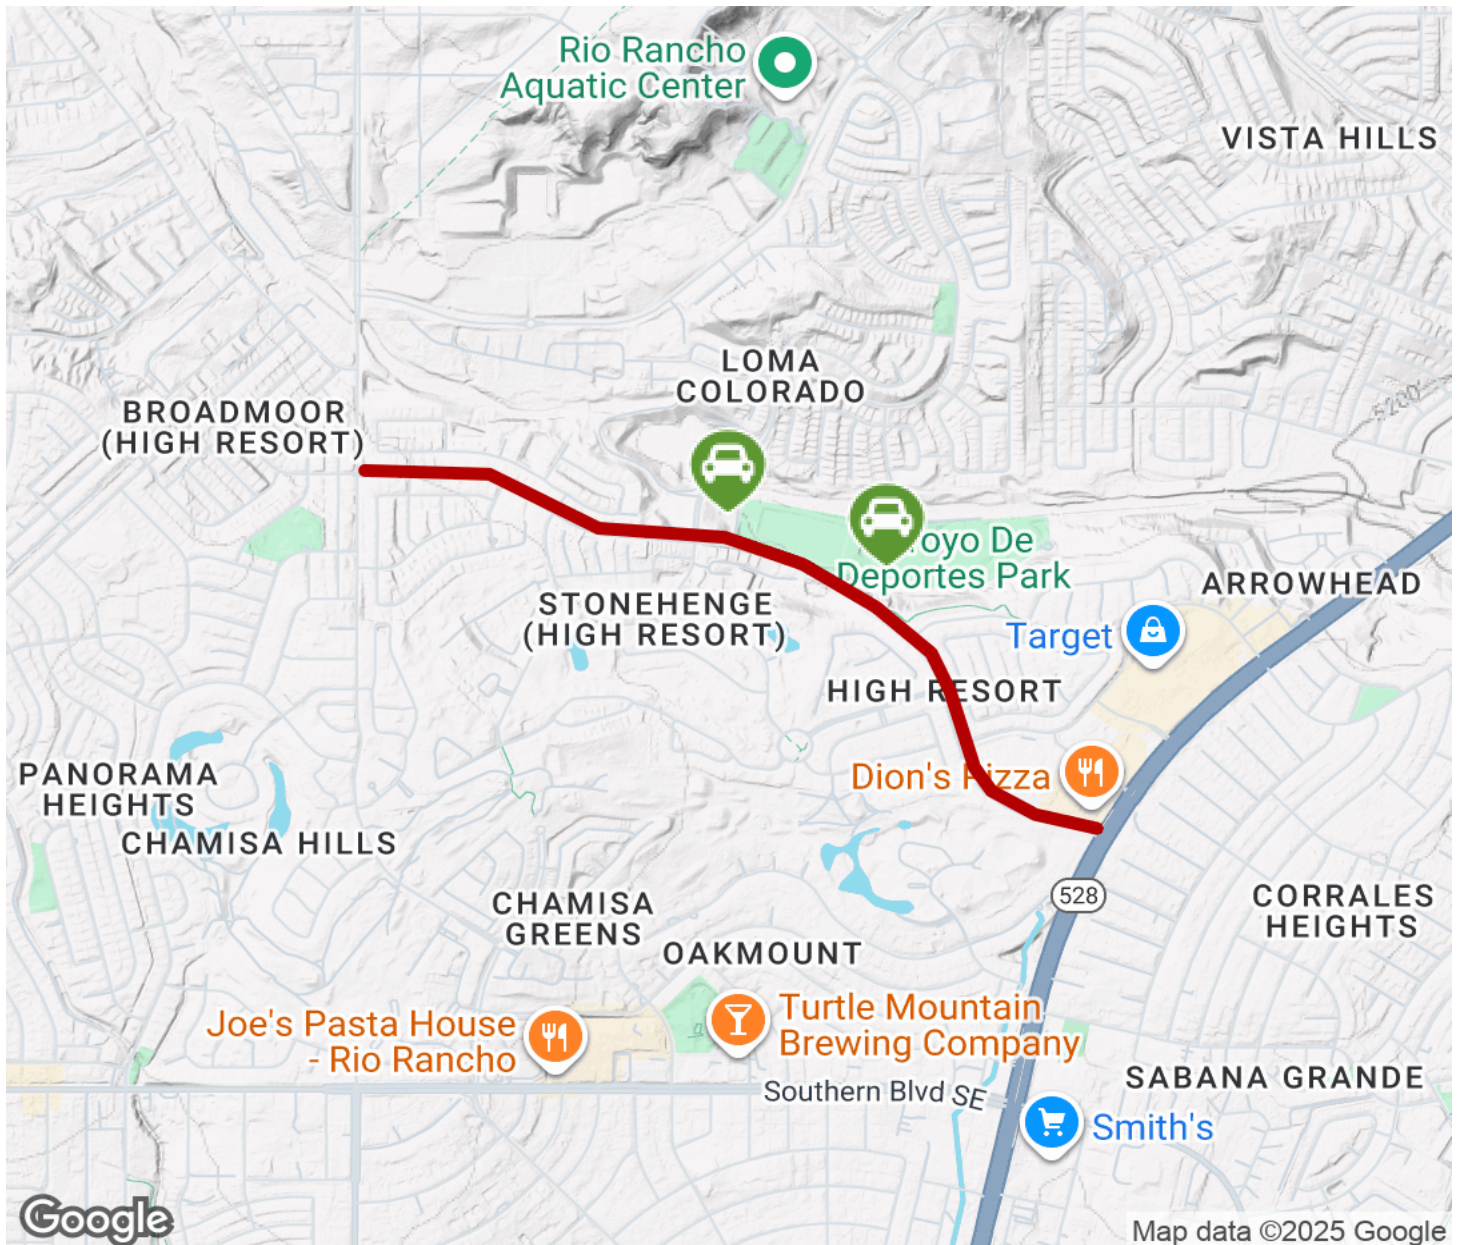 Rio Rancho
Aquatic Center
VISTA HILLS
LOMA
COLORADO
BROADMOOR
(HIGH RESORT)
5200
oyo De
Deportes Park
ARROWHEAD
STONEHENGE
(HIGH RESORT)
Target
HIGH RESORT
PANORAMA
HEIGHTS
Dion's Pizza
CHAMISA HILLS
528
CHAMISA
GREENS
CORRALES
HEIGHTS
OAKMOUNT
Joe's Pasta House
- Rio Rancho
Turtle Mountain
Brewing Company
Southern Blvd SE
SABANA GRANDE
Smith's
Google
Map data ©2025 Google